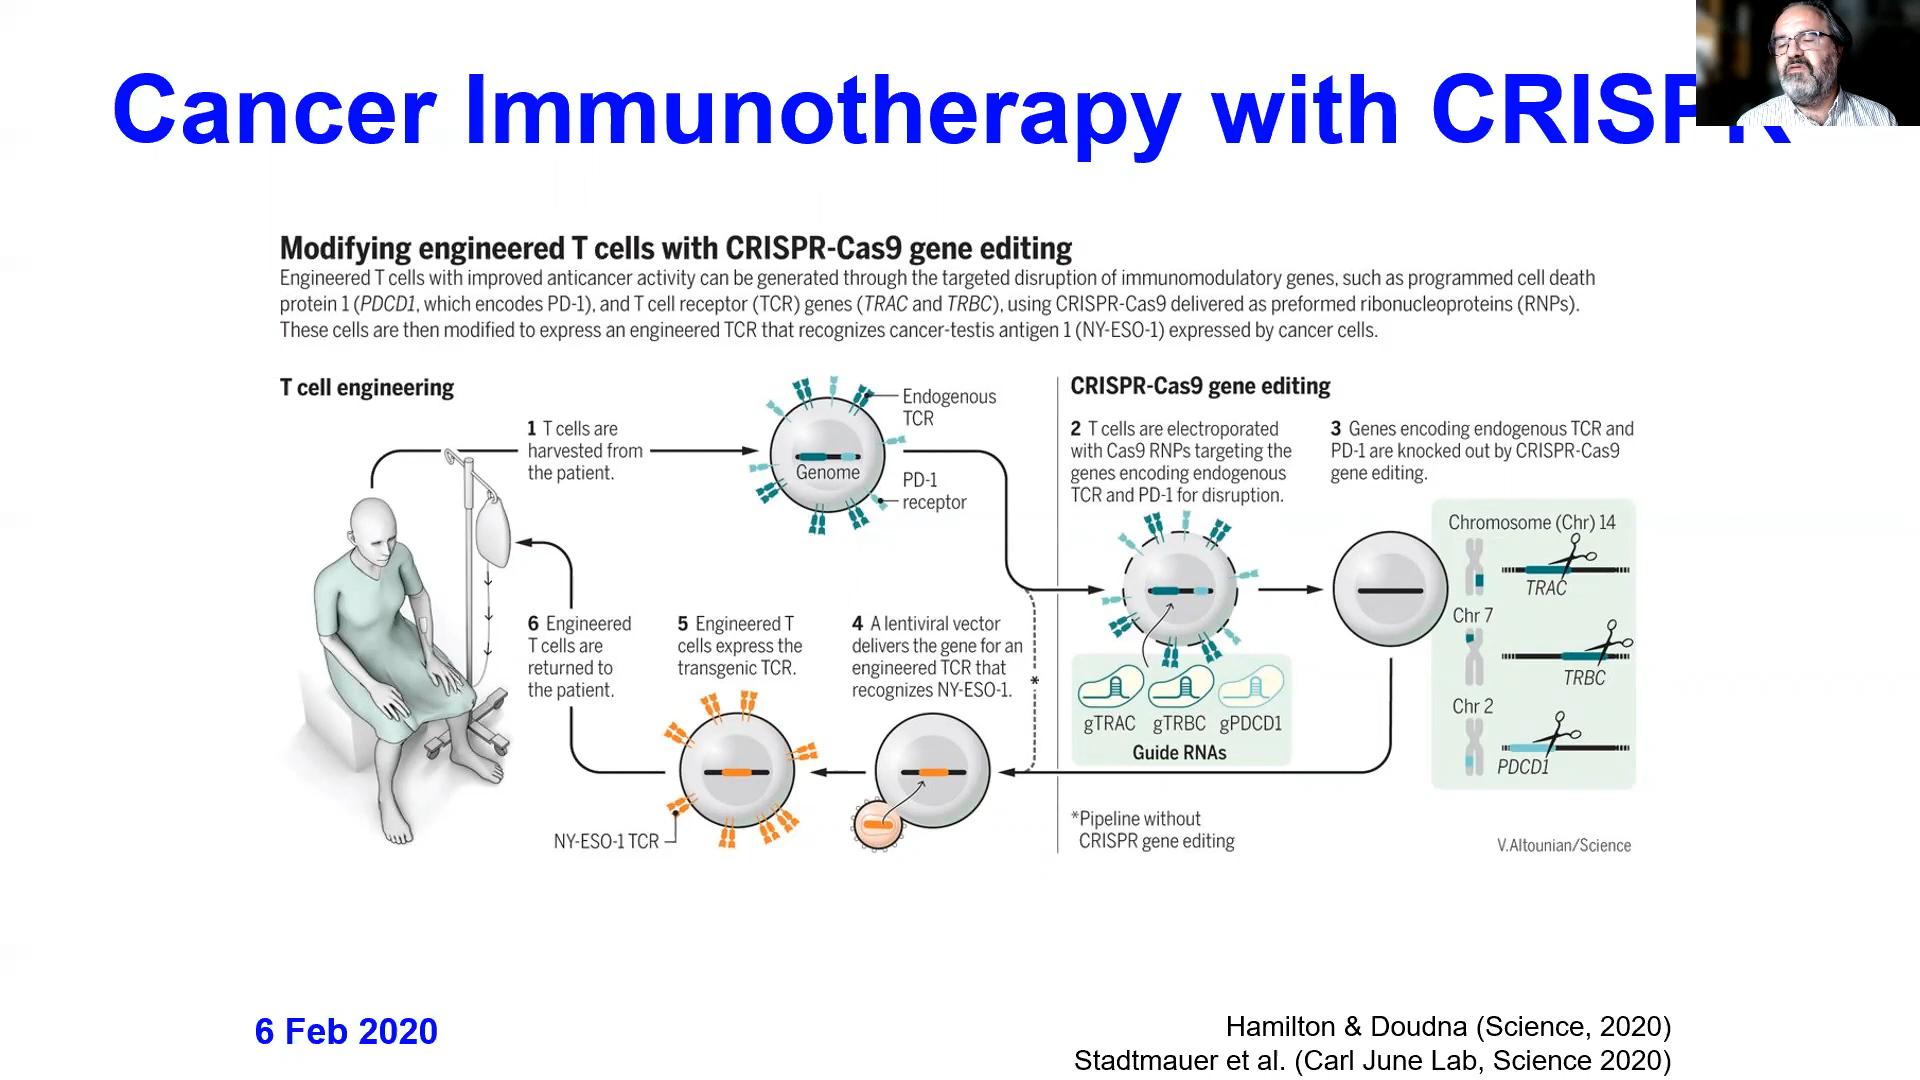 Cancer Immunotherapy with CRISPR
Modifying engineered T cells with CRISPR-Cas9 gene editing
Engineered T cells with improved anticancer activity can be generated through the targeted disruption of immunomodulatory genes, such as programmed cell death
protein 1 (PDCD1, which encodes PD-1), and T cell receptor (TCR) genes (TRAC and TRBC), using CRISPR-Cas9 delivered as preformed ribonucleoproteins (RNPs).
These cells are then modified to express an engineered TCR that recognizes cancer-testis antigen 1 (NY-ESO-1) expressed by cancer cells.
T cell engineering
1 T cells are
harvested from
the patient.
Endogenous
TCR
Genome
PD-1
receptor
CRISPR-Cas9 gene editing
2 T cells are electroporated
with Cas9 RNPs targeting the
genes encoding endogenous
TCR and PD-1 for disruption.
3 Genes encoding endogenous TCR and
PD-1 are knocked out by CRISPR-Cas9
gene editing.
Chromosome (Chr) 14
TRAC
Chr 7
TRBC
Chr 2
PDCD1
gTRAC gTRBC gPDCD1
Guide RNAs
4 A lentiviral vector
delivers the gene for an
engineered TCR that
recognizes NY-ESO-1.
*
5 Engineered T
cells express the
transgenic TCR.
NY-ESO-1 TCR
6 Engineered
T cells are
returned to
the patient.
*Pipeline without
CRISPR gene editing
V.Altounian/Science
6 Feb 2020
Hamilton & Doudna (Science, 2020)
Stadtmauer et al. (Carl June Lab, Science 2020)